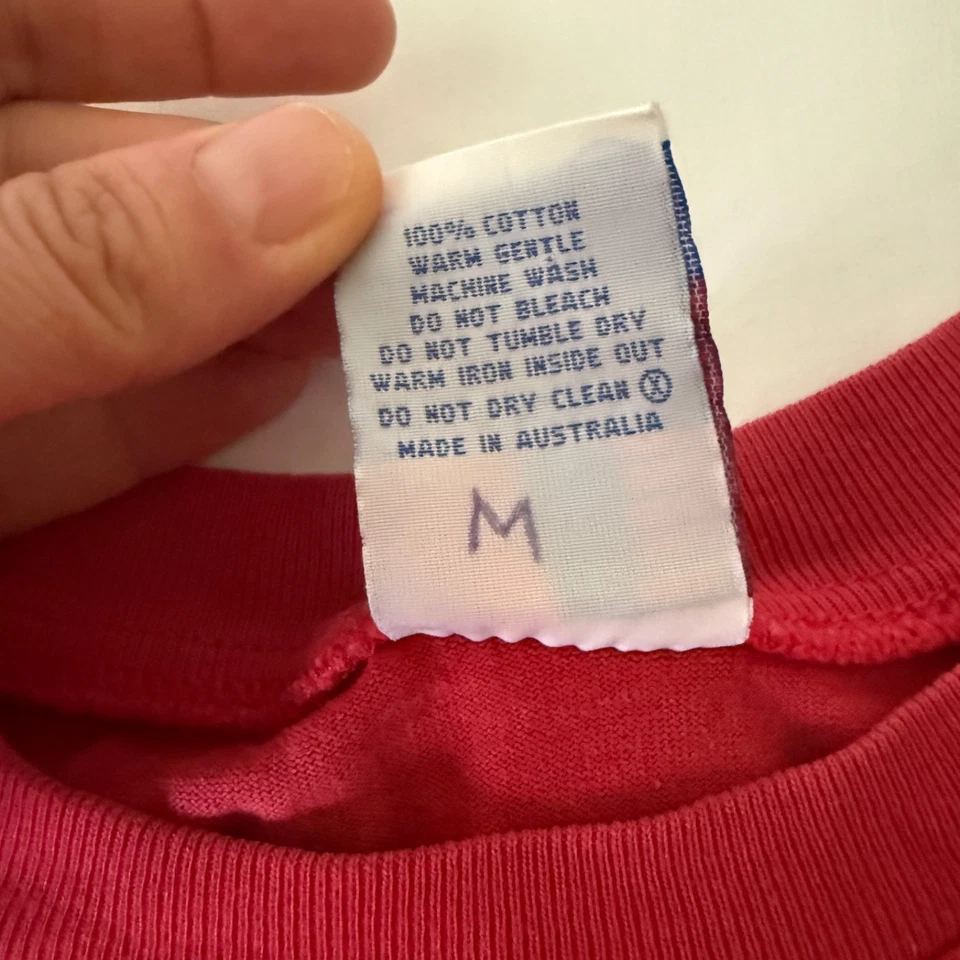 100% COTTON
WARM GENTLE
MACHINE WASH
DO NOT BLEACH
DO NOT TUMBLE DRY
WARM IRON INSIDE OUT
DO NOT DRY CLEAN Ⓧ
MADE IN AUSTRALIA
M